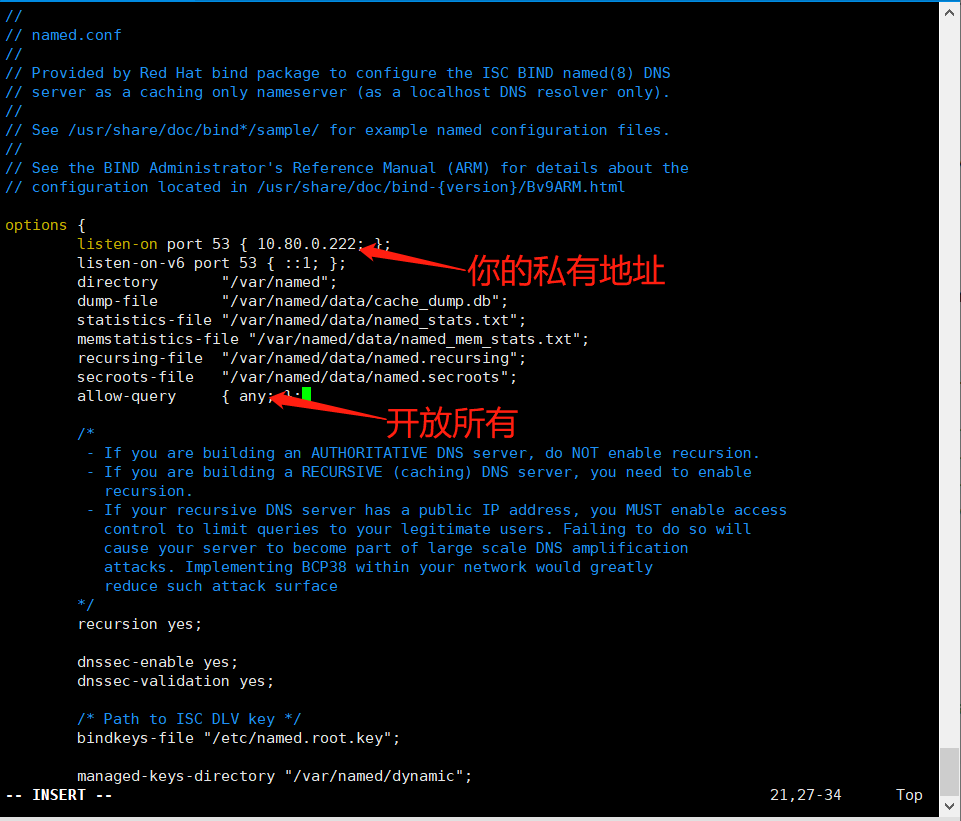 //
// named.conf
//
// Provided by Red Hat bind package to configure the ISC BIND named(8) DNS
// server as a caching only nameserver (as a localhost DNS resolver only).
//
// See /usr/share/doc/bind*/sample/ for example named configuration files.
//
// See the BIND Administrator's Reference Manual (ARM) for details about the
// configuration located in /usr/share/doc/bind-{version}/Bv9ARM.html
options {
listen-on port 53 { 10.80.0.222; };
你的私有地址
listen-on-v6 port 53 { ::1; };
directory "/var/named";
dump-file "/var/named/data/cache_dump.db";
statistics-file "/var/named/data/named_stats.txt";
memstatistics-file "/var/named/data/named_mem_stats.txt";
recursing-file "/var/named/data/named.recursing";
secroots-file "/var/named/data/named.secroots";
allow-query { any; };
开放所有
/*
- If you are building an AUTHORITATIVE DNS server, do NOT enable recursion.
- If you are building a RECURSIVE (caching) DNS server, you need to enable
recursion.
- If your recursive DNS server has a public IP address, you MUST enable access
control to limit queries to your legitimate users. Failing to do so will
cause your server to become part of large scale DNS amplification
attacks. Implementing BCP38 within your network would greatly
reduce such attack surface
*/
recursion yes;
dnssec-enable yes;
dnssec-validation yes;
/* Path to ISC DLV key */
bindkeys-file "/etc/named.root.key";
managed-keys-directory "/var/named/dynamic";
-- INSERT -- 21,27-34 Top